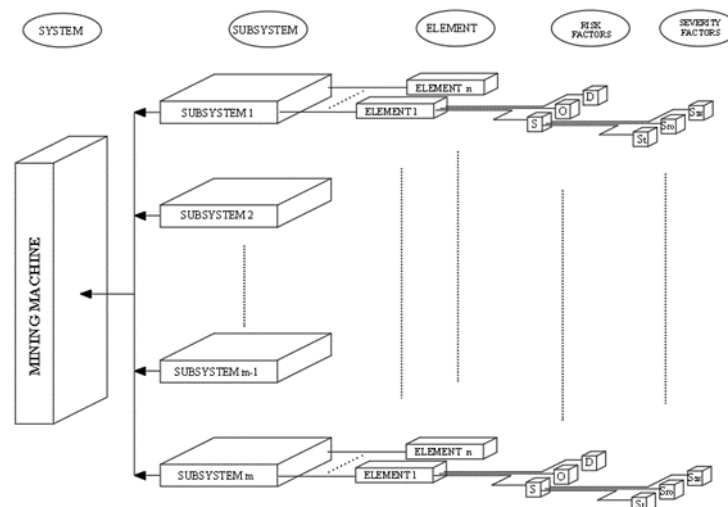 SYSTEM
SUBSYSTEM
ELEMENT
RISK
FACTORS
SEVERITY
FACTORS
ELEMENT n
D
SUBSYSTEM 1
ELEMENT 1
O
Sm
S
Sro
St
SUBSYSTEM 2
MINING MACHINE
SUBSYSTEM m-1
ELEMENT n
D
SUBSYSTEM m
ELEMENT 1
O
Sm
S
Sro
St